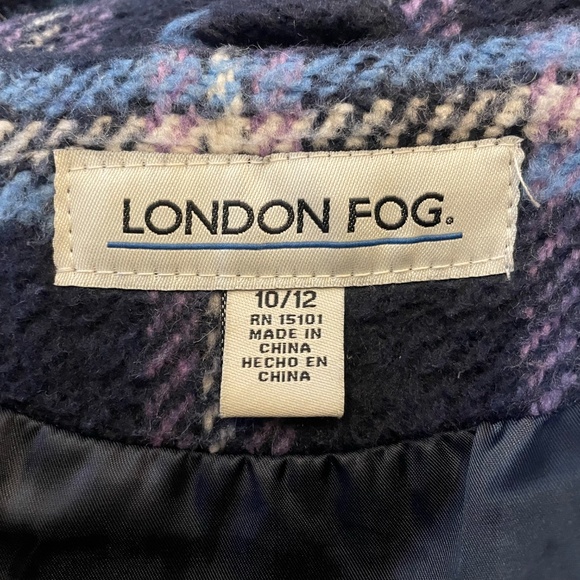 LONDON FOG®
10/12
RN 15101
MADE IN
CHINA
HECHO EN
CHINA